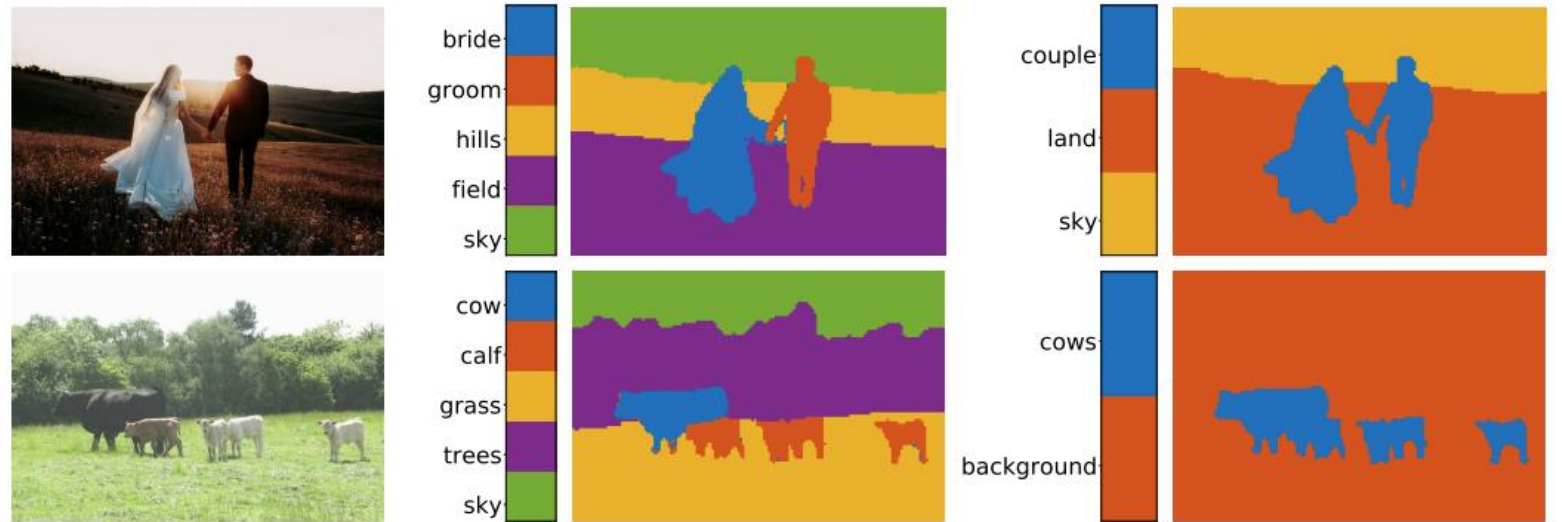 bride
groom
hills
field
sky
couple
land
sky
cow
calf
grass
trees
sky
cows
background